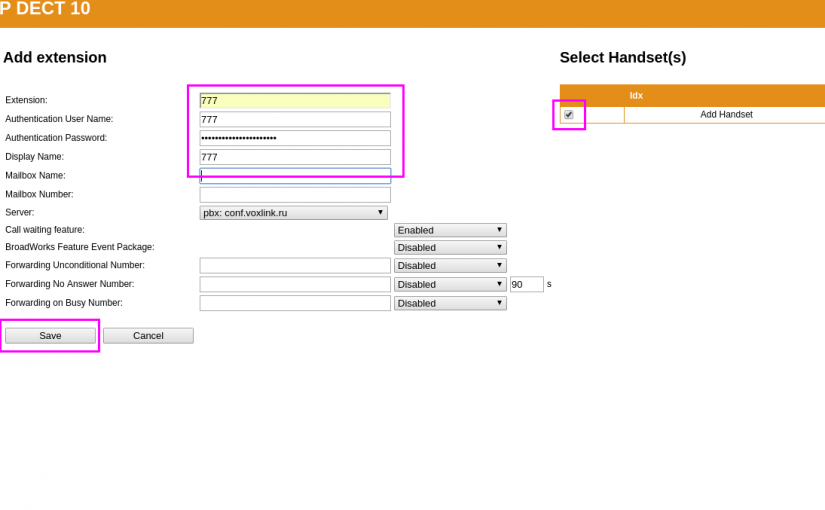 P DECT 10
Add extension
Select Handset(s)
Idx
Add Handset
Extension: 777
Authentication User Name: 777
Authentication Password: ••••••••••••••••••••••
Display Name: 777
Mailbox Name:
Mailbox Number:
Server: pbx: conf.voxlink.ru
Call waiting feature: Enabled
BroadWorks Feature Event Package: Disabled
Forwarding Unconditional Number: Disabled
Forwarding No Answer Number: Disabled 90 s
Forwarding on Busy Number: Disabled
Save Cancel